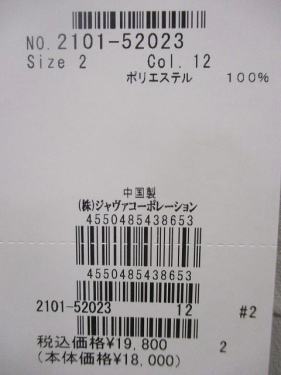 NO. 2101-52023
Size 2 Col. 12
ポリエステル 100%
中国製
(株)ジャヴァコーポレーション
4550485438653
4550485438653
2101-52023 12 #2
税込価格¥19,800
(本体価格¥18,000) 2